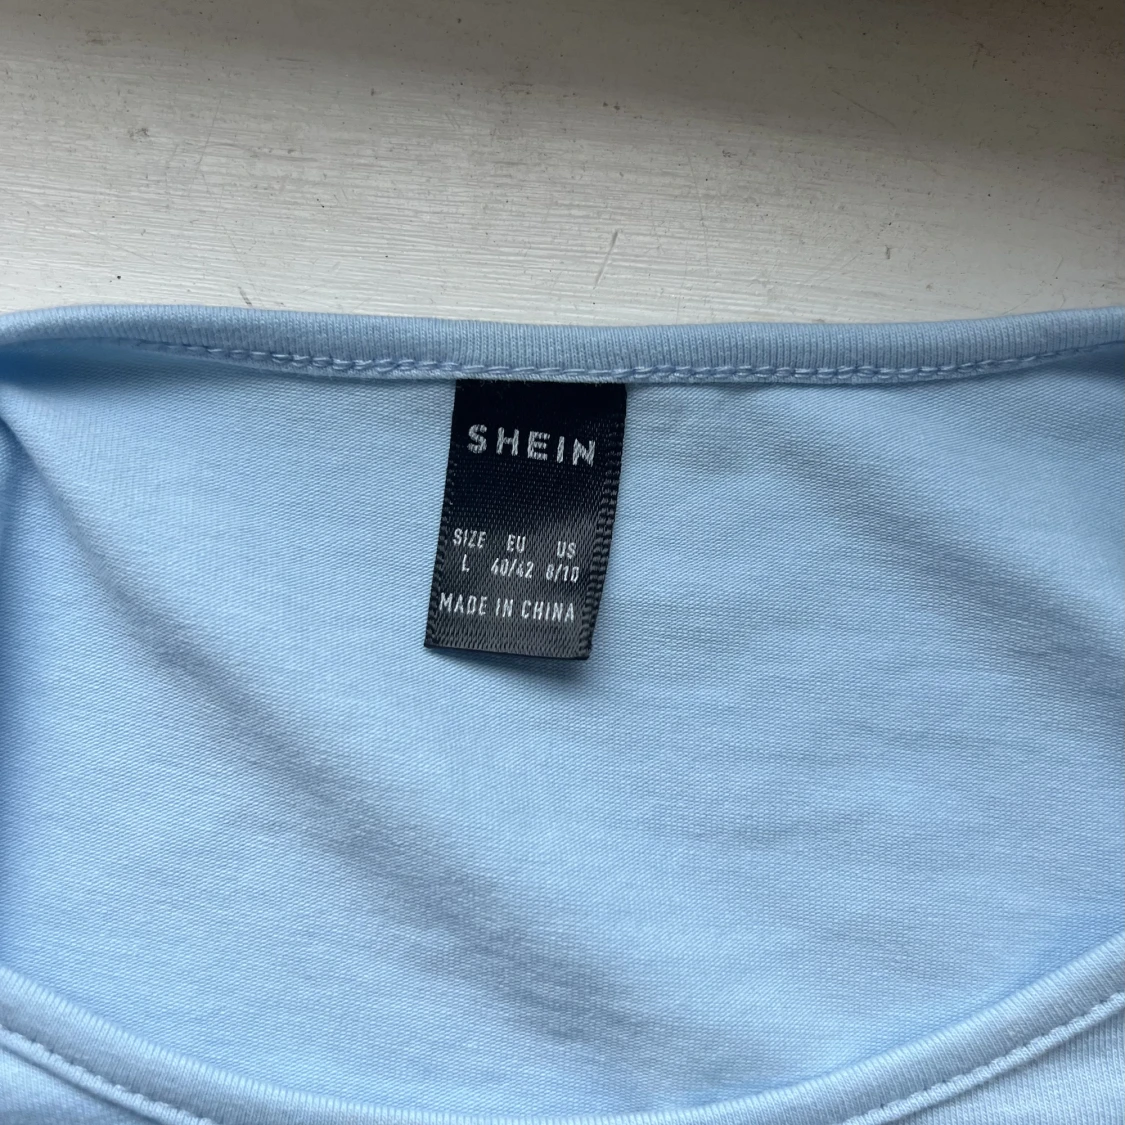 SHEIN
SIZE EU US
L 40/42 8/10
MADE IN CHINA